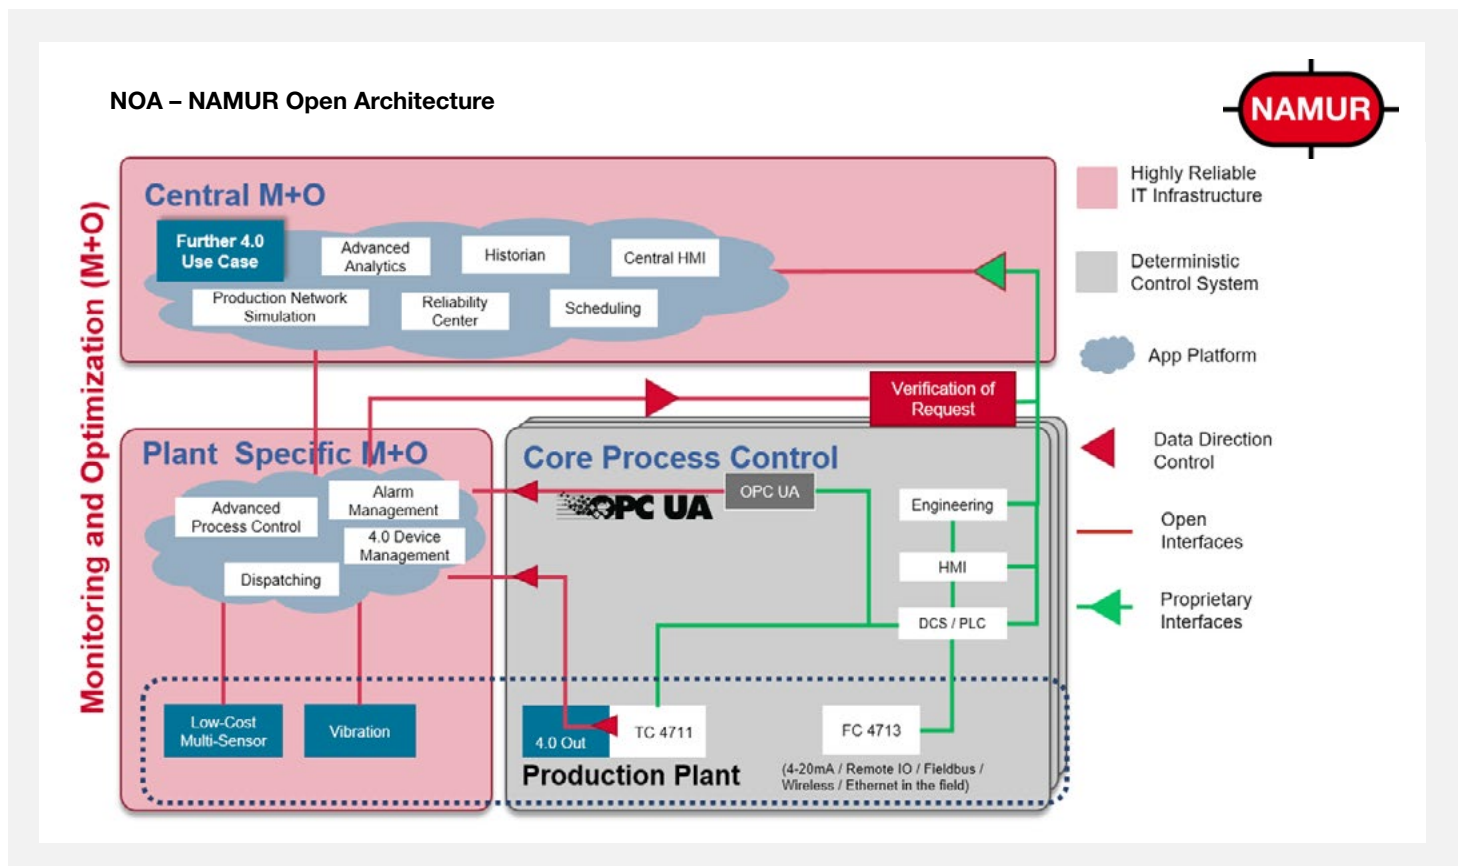 NOA – NAMUR Open Architecture
NAMUR
Monitoring and Optimization (M+O)
Central M+O
Further 4.0
Use Case
Advanced
Analytics
Historian
Central HMI
Production Network
Simulation
Reliability
Center
Scheduling
Highly Reliable
IT Infrastructure
Deterministic
Control System
App Platform
Data Direction
Control
Open
Interfaces
Proprietary
Interfaces
Verification of
Request
Plant Specific M+O
Advanced
Process Control
Alarm
Management
4.0 Device
Management
Dispatching
Low-Cost
Multi-Sensor
Vibration
Core Process Control
OPC UA
OPC UA
Engineering
HMI
DCS / PLC
4.0 Out
TC 4711
FC 4713
Production Plant
(4-20mA / Remote IO / Fieldbus /
Wireless / Ethernet in the field)